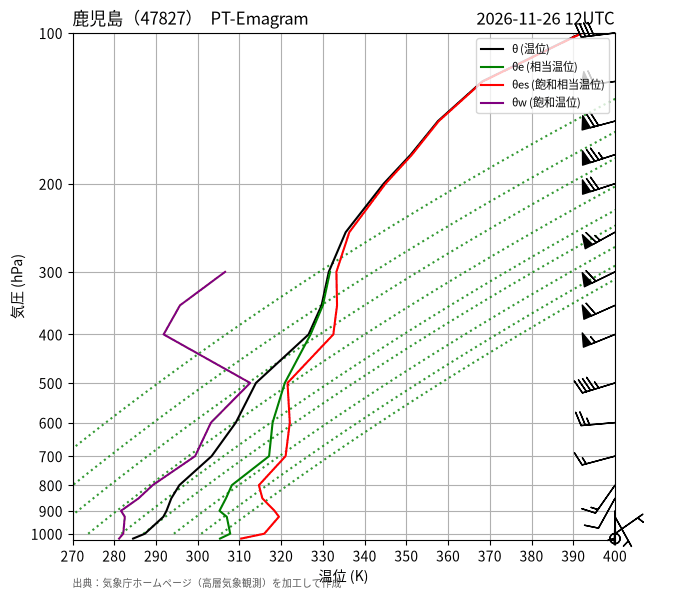 鹿児島（47827） PT-Emagram
2026-11-26 12UTC
θ (温位)
θe (相当温位)
θes (飽和相当温位)
θw (飽和温位)
100
200
300
400
500
600
700
800
900
1000
気圧 (hPa)
270 280 290 300 310 320 330 340 350 360 370 380 390 400
温位 (K)
出典：気象庁ホームページ（高層気象観測）を加工して作成